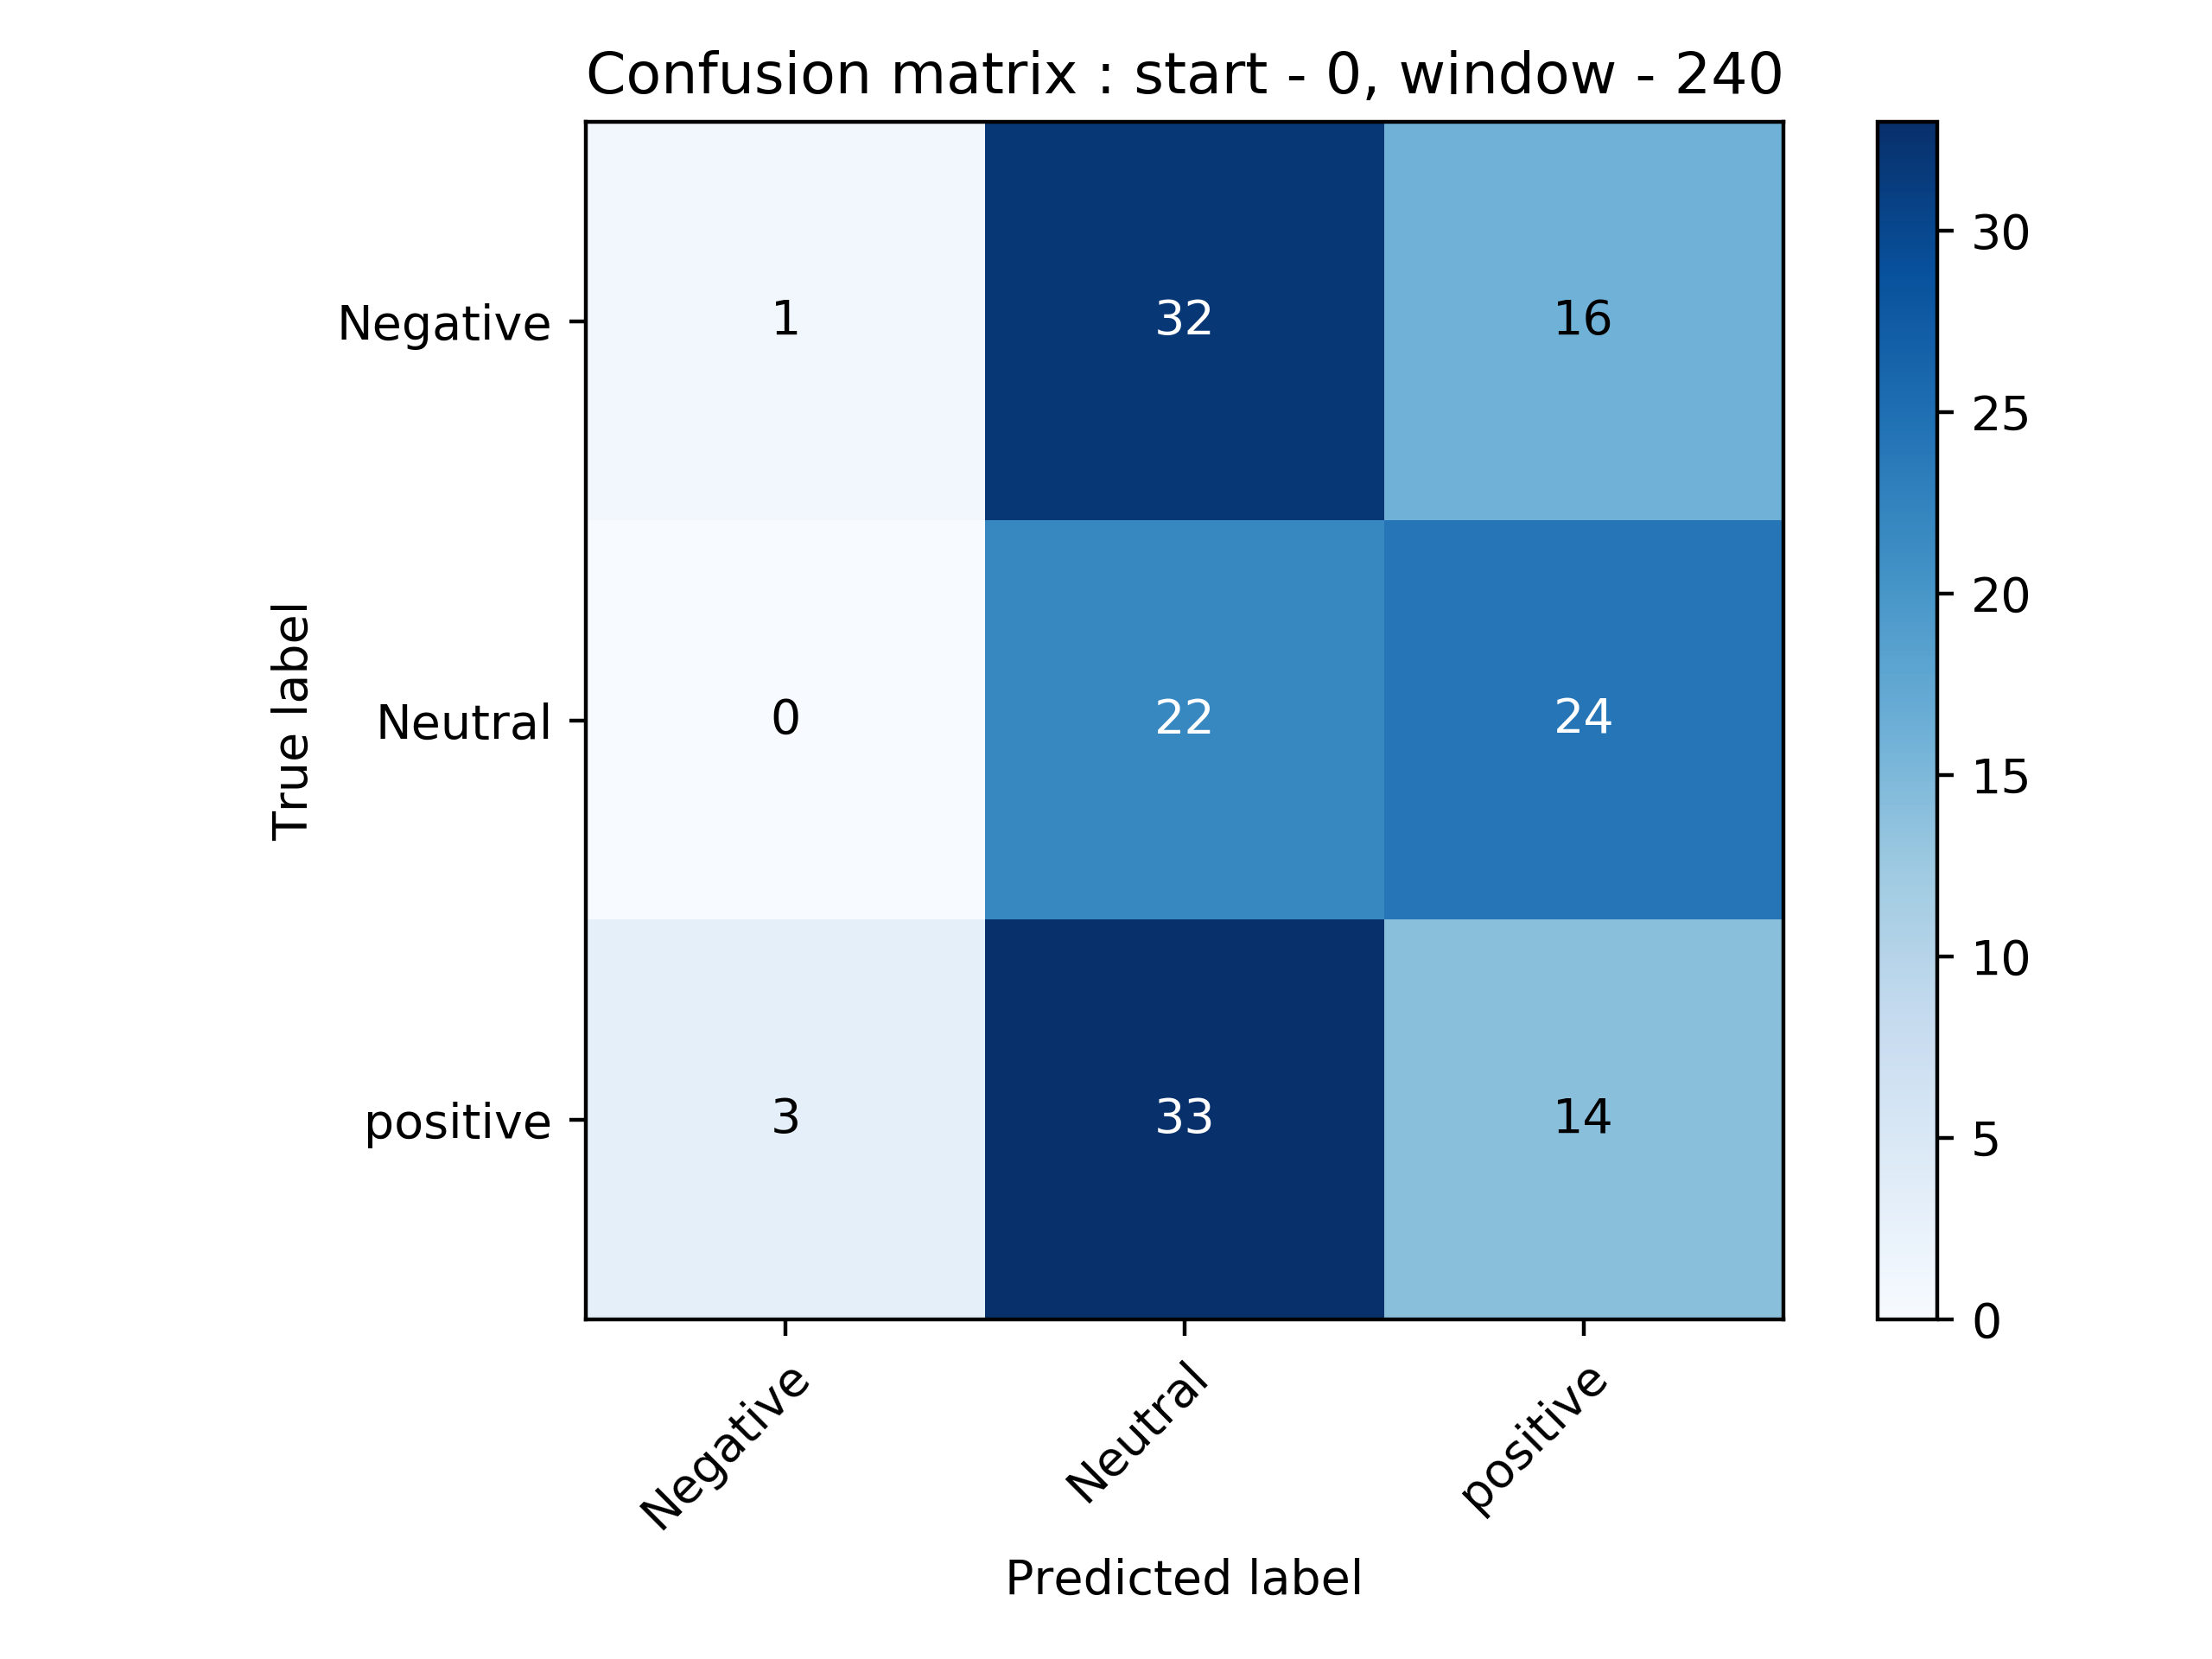 Confusion matrix : start - 0, window - 240
True label
Negative
1
32
16
Neutral
0
22
24
positive
3
33
14
Negative
Neutral
positive
Predicted label
30
25
20
15
10
5
0